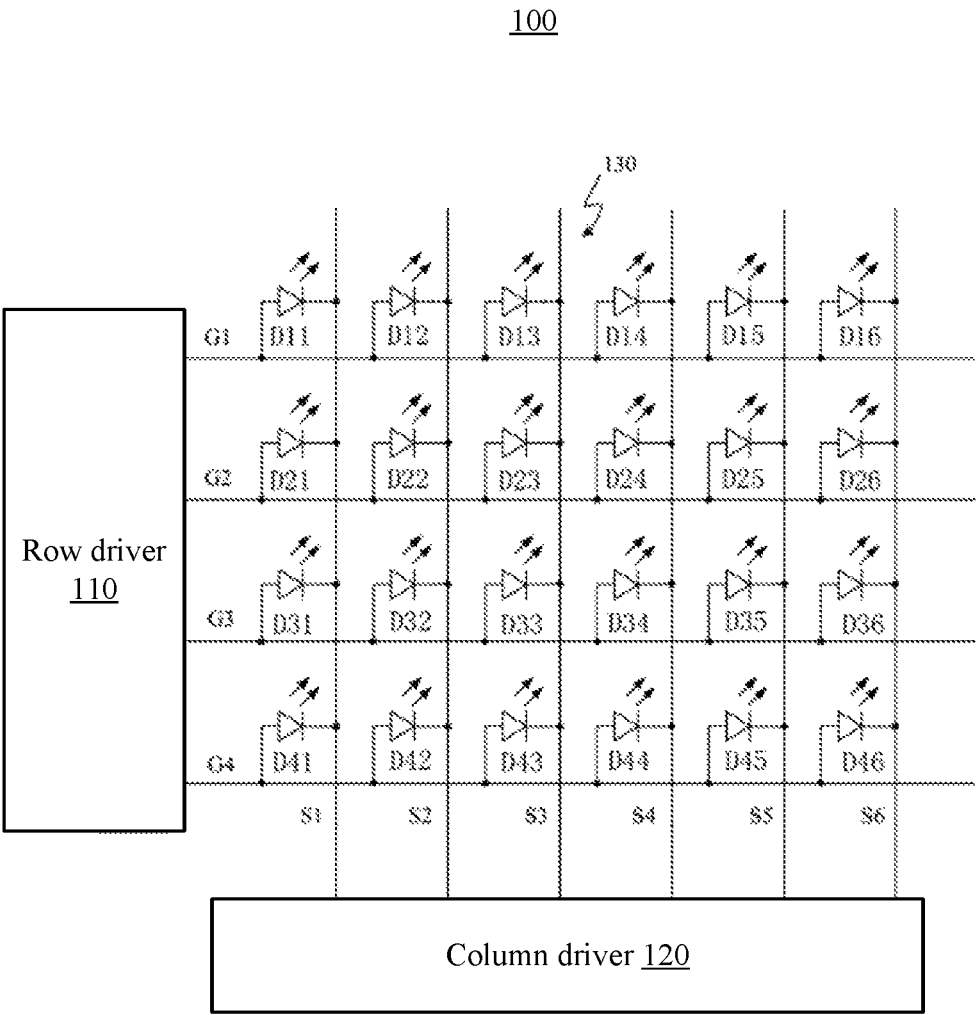 100
130
G1 D11 D12 D13 D14 D15 D16
G2 D21 D22 D23 D24 D25 D26
Row driver
110
G3 D31 D32 D33 D34 D35 D36
G4 D41 D42 D43 D44 D45 D46
S1 S2 S3 S4 S5 S6
Column driver 120